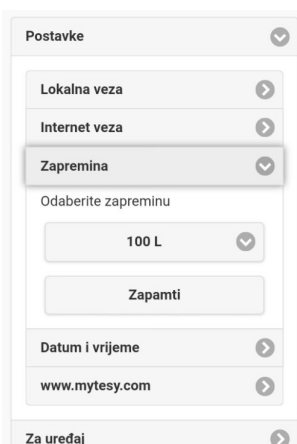 Postavke
Lokalna veza
Internet veza
Zapremina
Odaberite zapreminu
100 L
Zapamti
Datum i vrijeme
www.mytesy.com
Za uređaj